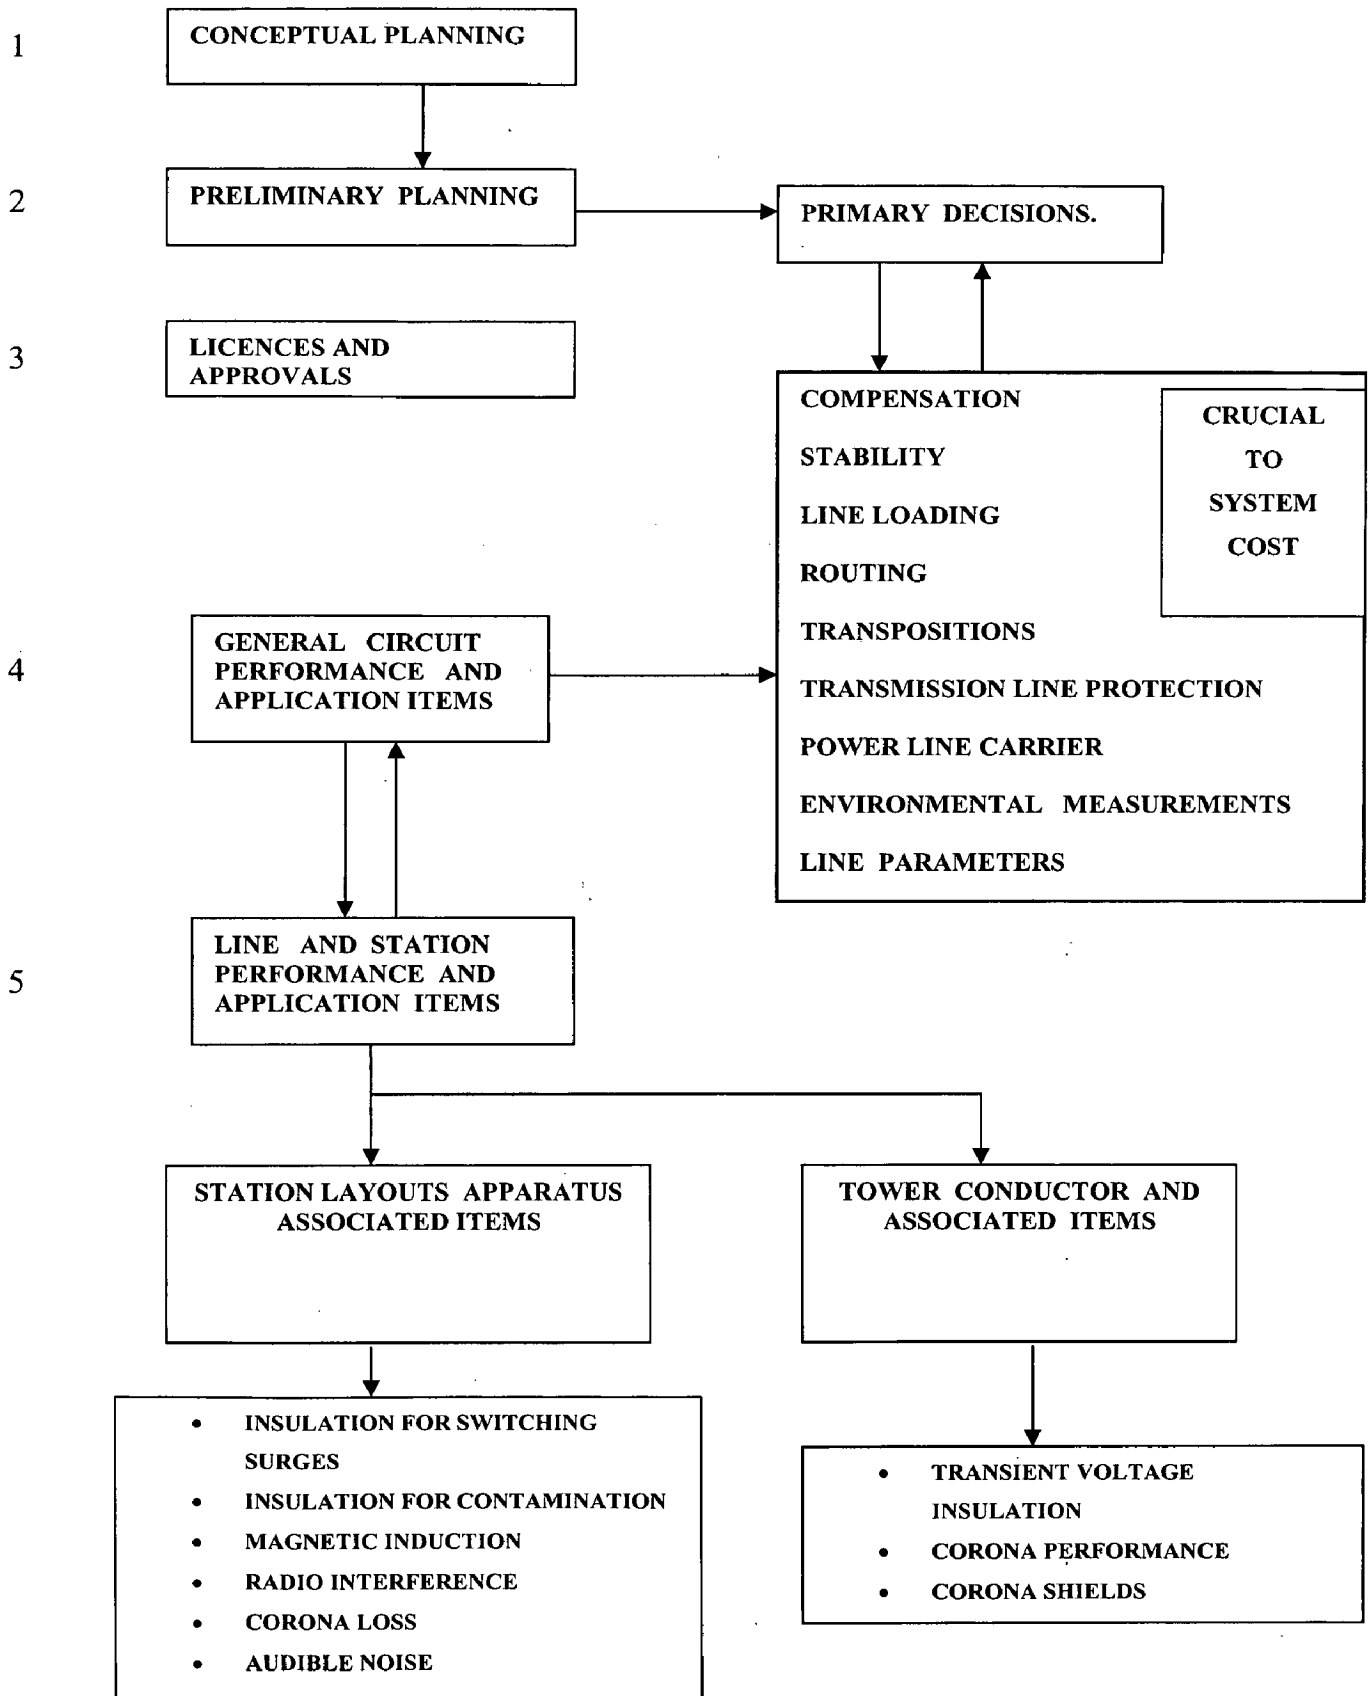 1
CONCEPTUAL PLANNING
2
PRELIMINARY PLANNING
PRIMARY DECISIONS.
3
LICENCES AND
APPROVALS
COMPENSATION
STABILITY
LINE LOADING
ROUTING
TRANSPOSITIONS
TRANSMISSION LINE PROTECTION
POWER LINE CARRIER
ENVIRONMENTAL MEASUREMENTS
LINE PARAMETERS
CRUCIAL
TO
SYSTEM
COST
4
GENERAL CIRCUIT
PERFORMANCE AND
APPLICATION ITEMS
5
LINE AND STATION
PERFORMANCE AND
APPLICATION ITEMS
STATION LAYOUTS APPARATUS
ASSOCIATED ITEMS
TOWER CONDUCTOR AND
ASSOCIATED ITEMS
• INSULATION FOR SWITCHING
SURGES
• INSULATION FOR CONTAMINATION
• MAGNETIC INDUCTION
• RADIO INTERFERENCE
• CORONA LOSS
• AUDIBLE NOISE
• TRANSIENT VOLTAGE
INSULATION
• CORONA PERFORMANCE
• CORONA SHIELDS